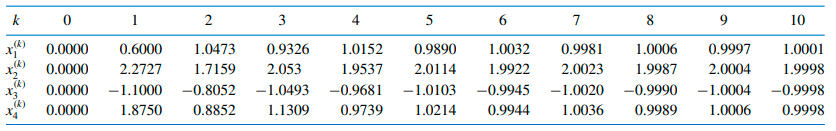 k 0 1 2 3 4 5 6 7 8 9 10
x₁⁽ᵏ⁾ 0.0000 0.6000 1.0473 0.9326 1.0152 0.9890 1.0032 0.9981 1.0006 0.9997 1.0001
x₂⁽ᵏ⁾ 0.0000 2.2727 1.7159 2.053 1.9537 2.0114 1.9922 2.0023 1.9987 2.0004 1.9998
x₃⁽ᵏ⁾ 0.0000 −1.1000 −0.8052 −1.0493 −0.9681 −1.0103 −0.9945 −1.0020 −0.9990 −1.0004 −0.9998
x₄⁽ᵏ⁾ 0.0000 1.8750 0.8852 1.1309 0.9739 1.0214 0.9944 1.0036 0.9989 1.0006 0.9998